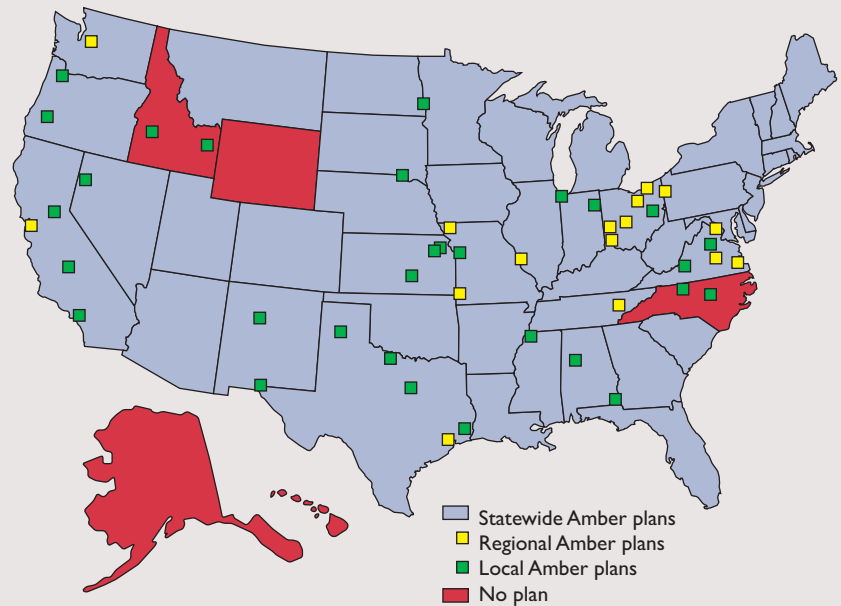 Statewide Amber plans
Regional Amber plans
Local Amber plans
No plan